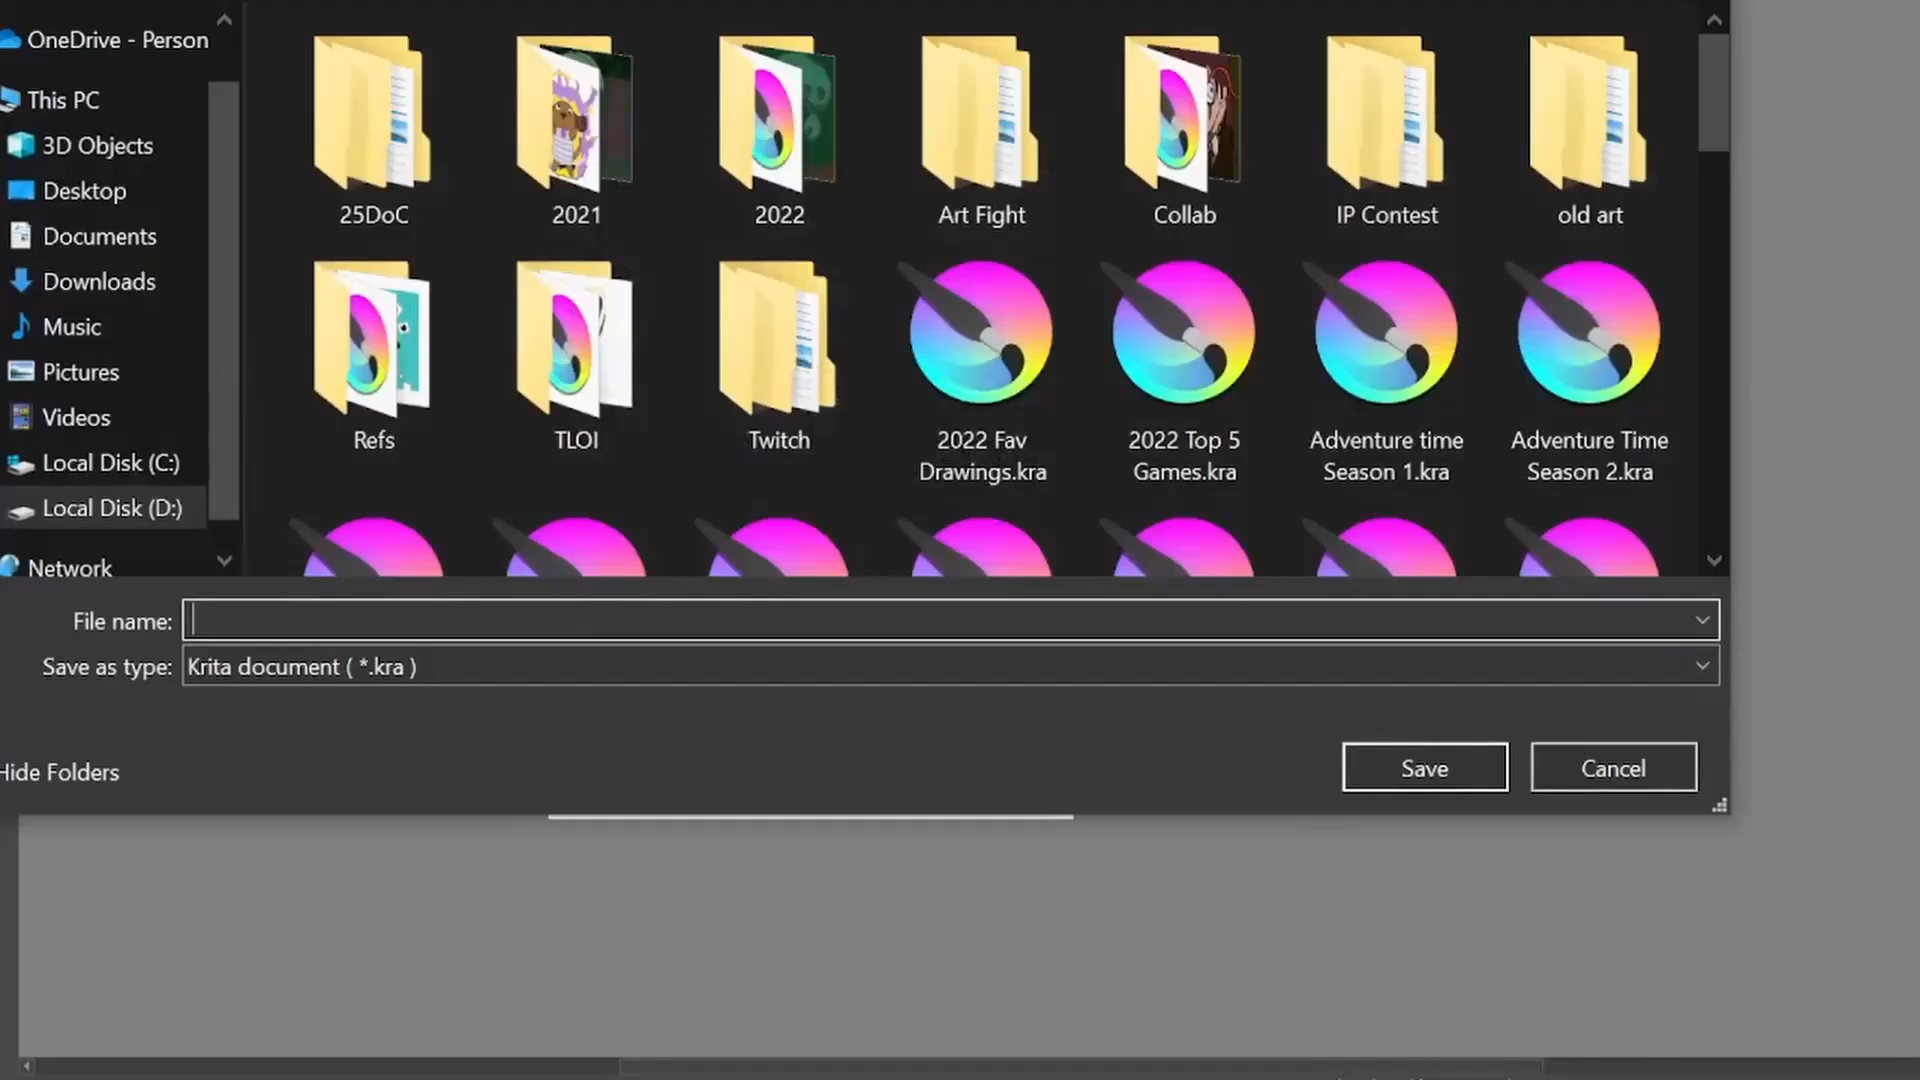 OneDrive - Person
This PC
3D Objects
Desktop
Documents
Downloads
Music
Pictures
Videos
Local Disk (C:)
Local Disk (D:)
Network
25DoC
2021
2022
Art Fight
Collab
IP Contest
old art
Refs
TLOI
Twitch
2022 Fav
Drawings.kra
2022 Top 5
Games.kra
Adventure time
Season 1.kra
Adventure Time
Season 2.kra
File name:
Save as type: Krita document ( *.kra )
Hide Folders
Save
Cancel